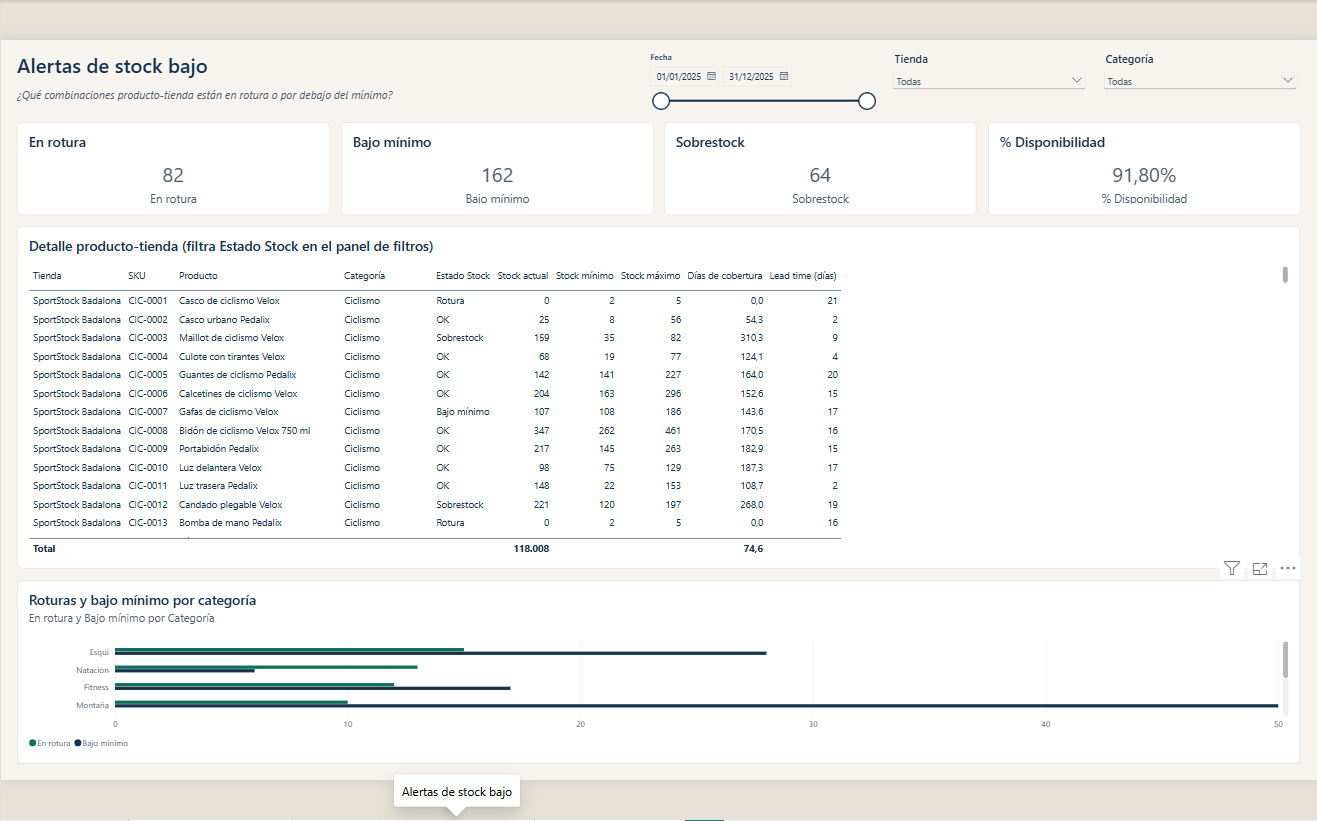 Alertas de stock bajo
¿Qué combinaciones producto-tienda están en rotura o por debajo del mínimo?
Fecha
01/01/2025 31/12/2025
Tienda
Todas
Categoría
Todas
En rotura
82
En rotura
Bajo mínimo
162
Bajo mínimo
Sobrestock
64
Sobrestock
% Disponibilidad
91,80%
% Disponibilidad
Detalle producto-tienda (filtra Estado Stock en el panel de filtros)
Tienda SKU Producto Categoría Estado Stock Stock actual Stock mínimo Stock máximo Días de cobertura Lead time (días)
SportStock Badalona CIC-0001 Casco de ciclismo Velox Ciclismo Rotura 0 2 5 0,0 21
SportStock Badalona CIC-0002 Casco urbano Pedalix Ciclismo OK 25 8 56 54,3 2
SportStock Badalona CIC-0003 Maillot de ciclismo Velox Ciclismo Sobrestock 159 35 82 310,3 9
SportStock Badalona CIC-0004 Culote con tirantes Velox Ciclismo OK 68 19 77 124,1 4
SportStock Badalona CIC-0005 Guantes de ciclismo Pedalix Ciclismo OK 142 141 227 164,0 20
SportStock Badalona CIC-0006 Calcetines de ciclismo Velox Ciclismo OK 204 163 296 152,6 15
SportStock Badalona CIC-0007 Gafas de ciclismo Velox Ciclismo Bajo mínimo 107 108 186 143,6 17
SportStock Badalona CIC-0008 Bidón de ciclismo Velox 750 ml Ciclismo OK 347 262 461 170,5 16
SportStock Badalona CIC-0009 Portabidón Pedalix Ciclismo OK 217 145 263 182,9 15
SportStock Badalona CIC-0010 Luz delantera Velox Ciclismo OK 98 75 129 187,3 17
SportStock Badalona CIC-0011 Luz trasera Pedalix Ciclismo OK 148 22 153 108,7 2
SportStock Badalona CIC-0012 Candado plegable Velox Ciclismo Sobrestock 221 120 197 268,0 19
SportStock Badalona CIC-0013 Bomba de mano Pedalix Ciclismo Rotura 0 2 5 0,0 16
Total 118.008 74,6
Roturas y bajo mínimo por categoría
En rotura y Bajo mínimo por Categoría
Esquí
Natación
Fitness
Montaña
0 10 20 30 40 50
En rotura Bajo mínimo
Alertas de stock bajo